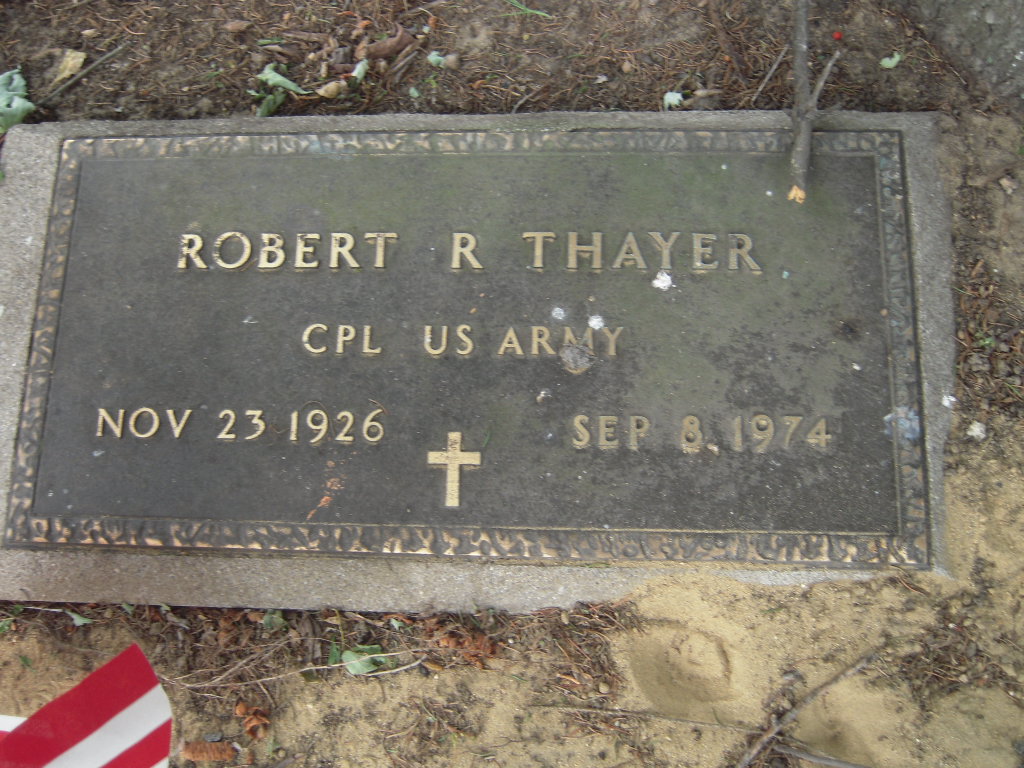 ROBERT R THAYER
CPL US ARMY
NOV 23 1926 SEP 8 1974